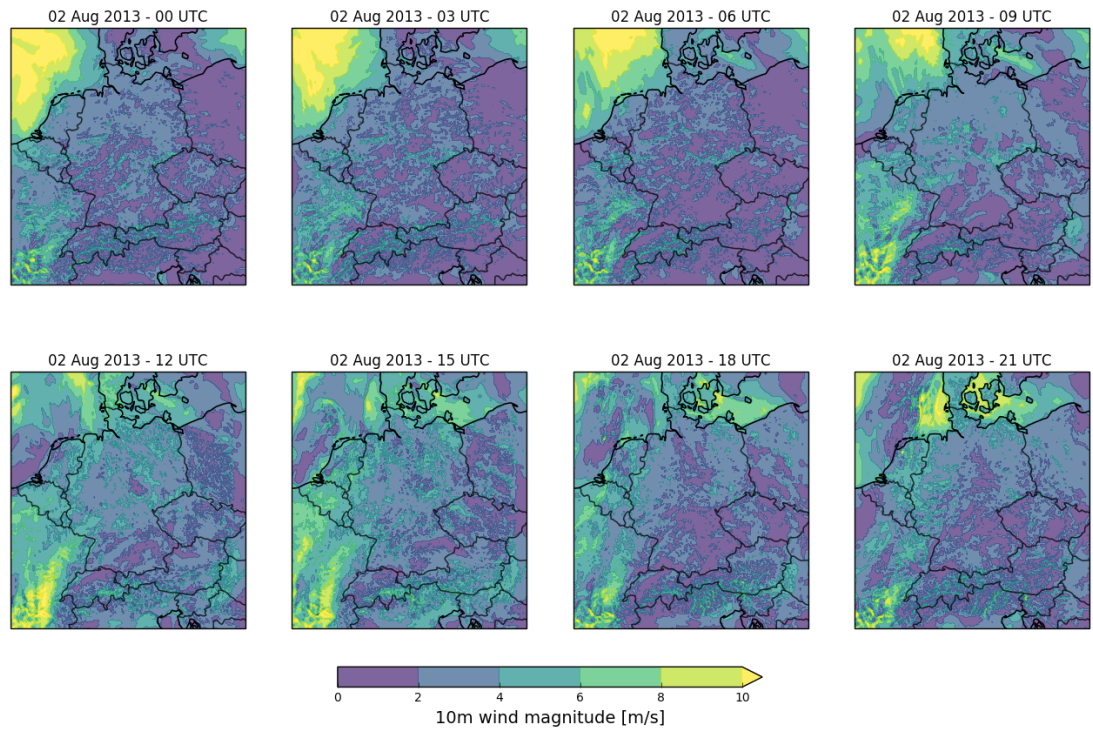 02 Aug 2013 - 00 UTC
02 Aug 2013 - 03 UTC
02 Aug 2013 - 06 UTC
02 Aug 2013 - 09 UTC
02 Aug 2013 - 12 UTC
02 Aug 2013 - 15 UTC
02 Aug 2013 - 18 UTC
02 Aug 2013 - 21 UTC
0 2 4 6 8 10
10m wind magnitude [m/s]